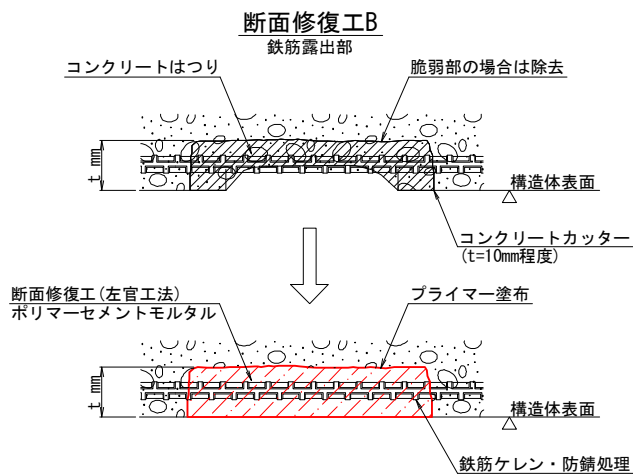 断面修復工B
鉄筋露出部
コンクリートはつり
脆弱部の場合は除去
t mm
構造体表面
コンクリートカッター
(t=10mm程度)
断面修復工(左官工法)
ポリマーセメントモルタル
プライマー塗布
t mm
構造体表面
鉄筋ケレン・防錆処理